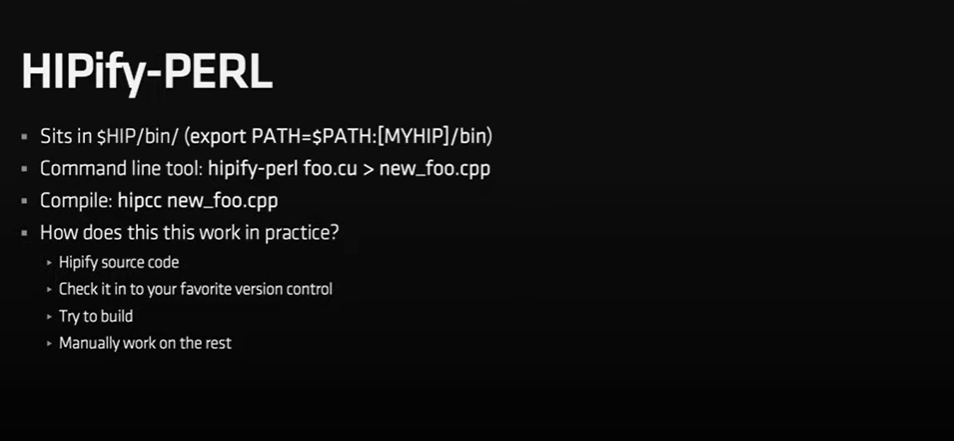 HIPify-PERL
▪ Sits in $HIP/bin/ (export PATH=$PATH:[MYHIP]/bin)
▪ Command line tool: hipify-perl foo.cu > new_foo.cpp
▪ Compile: hipcc new_foo.cpp
▪ How does this this work in practice?
▸ Hipify source code
▸ Check it in to your favorite version control
▸ Try to build
▸ Manually work on the rest